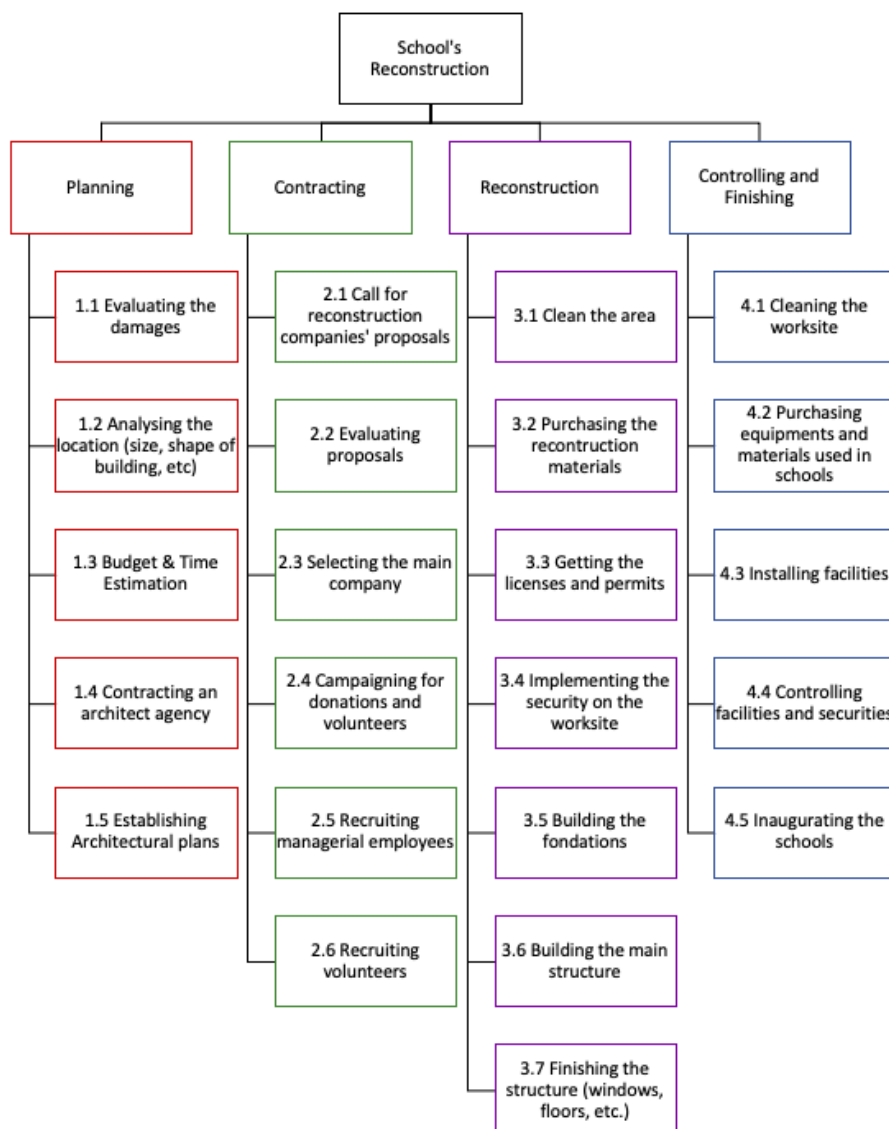 School's
Reconstruction
Planning
Contracting
Reconstruction
Controlling and
Finishing
1.1 Evaluating the
damages
1.2 Analysing the
location (size, shape of
building, etc)
1.3 Budget & Time
Estimation
1.4 Contracting an
architect agency
1.5 Establishing
Architectural plans
2.1 Call for
reconstruction
companies' proposals
2.2 Evaluating
proposals
2.3 Selecting the main
company
2.4 Campaigning for
donations and
volunteers
2.5 Recruiting
managerial employees
2.6 Recruiting
volunteers
3.1 Clean the area
3.2 Purchasing the
recontruction
materials
3.3 Getting the
licenses and permits
3.4 Implementing the
security on the
worksite
3.5 Building the
fondations
3.6 Building the main
structure
3.7 Finishing the
structure (windows,
floors, etc.)
4.1 Cleaning the
worksite
4.2 Purchasing
equipments and
materials used in
schools
4.3 Installing facilities
4.4 Controlling
facilities and securities
4.5 Inaugurating the
schools